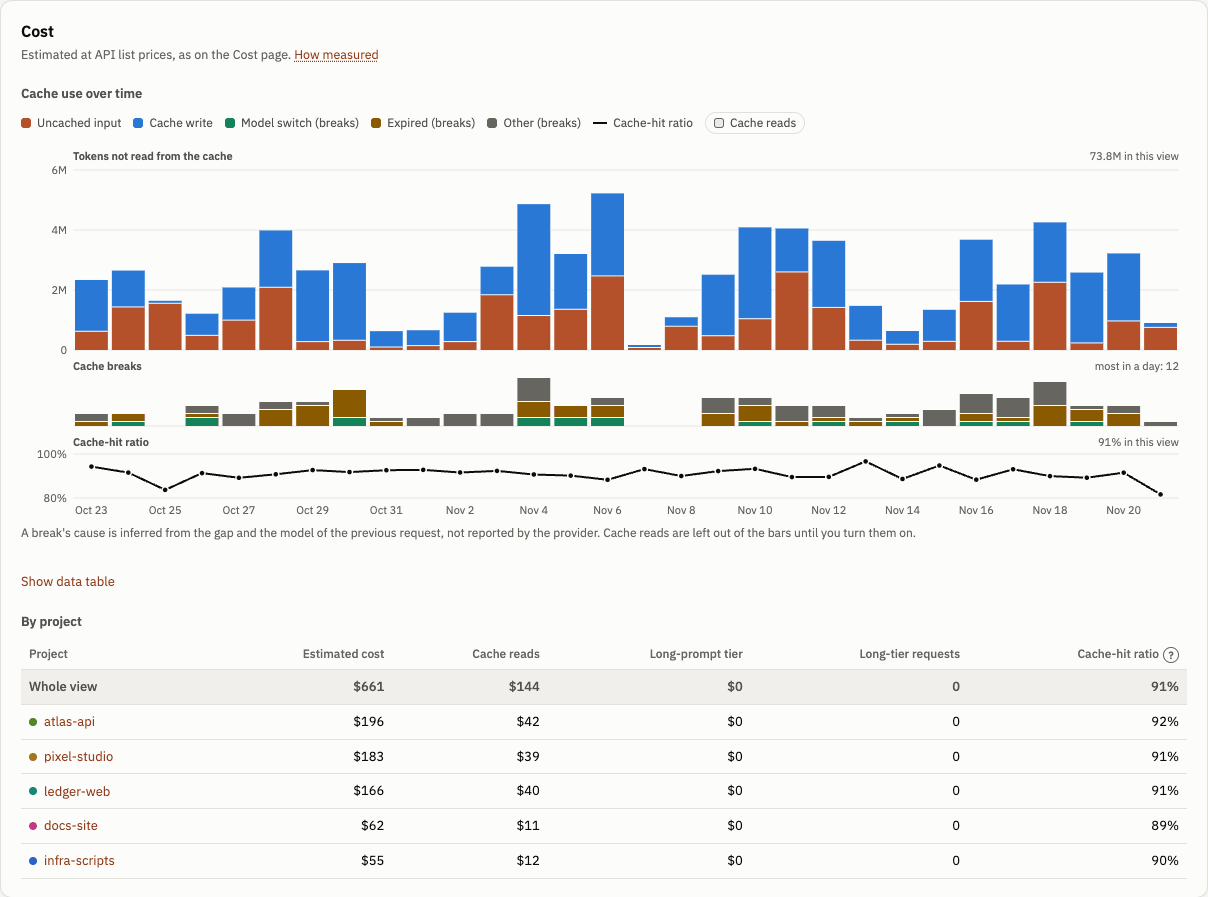 Cost
Estimated at API list prices, as on the Cost page. How measured
Cache use over time
Uncached input Cache write Model switch (breaks) Expired (breaks) Other (breaks) Cache-hit ratio Cache reads
Tokens not read from the cache 73.8M in this view
6M
4M
2M
0
Cache breaks most in a day: 12
Cache-hit ratio 91% in this view
100%
80%
Oct 23 Oct 25 Oct 27 Oct 29 Oct 31 Nov 2 Nov 4 Nov 6 Nov 8 Nov 10 Nov 12 Nov 14 Nov 16 Nov 18 Nov 20
A break's cause is inferred from the gap and the model of the previous request, not reported by the provider. Cache reads are left out of the bars until you turn them on.
Show data table
By project
Project Estimated cost Cache reads Long-prompt tier Long-tier requests Cache-hit ratio ?
Whole view $661 $144 $0 0 91%
atlas-api $196 $42 $0 0 92%
pixel-studio $183 $39 $0 0 91%
ledger-web $166 $40 $0 0 91%
docs-site $62 $11 $0 0 89%
infra-scripts $55 $12 $0 0 90%